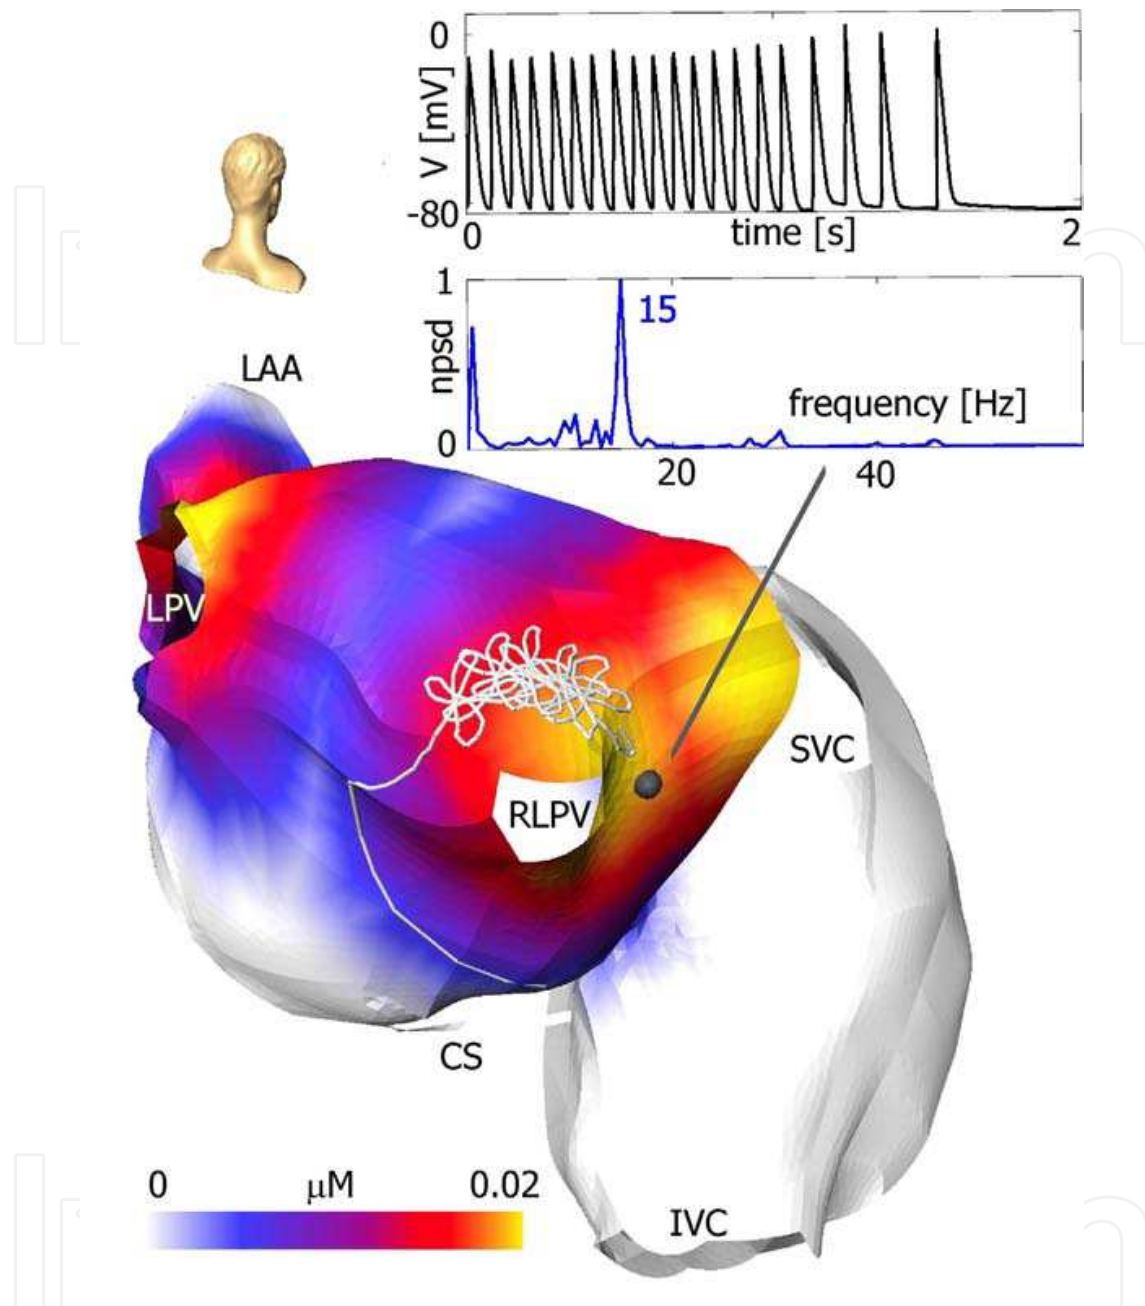 0
V [mV]
-80
0
time [s]
2
1
15
npsd
frequency [Hz]
0
20
40
LAA
LPV
SVC
RLPV
CS
0
μM
0.02
IVC